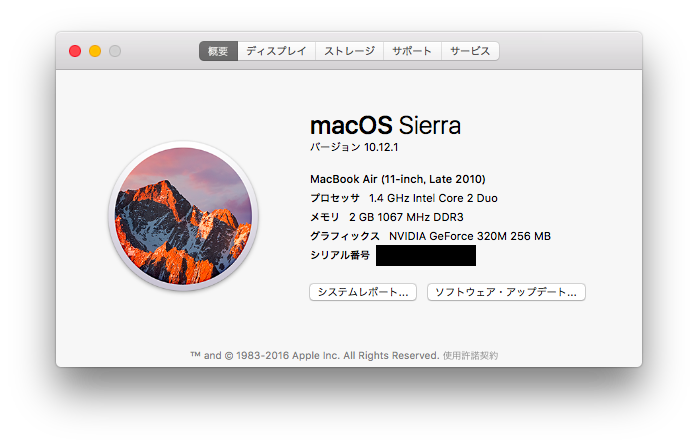 概要 ディスプレイ ストレージ サポート サービス
macOS Sierra
バージョン 10.12.1
MacBook Air (11-inch, Late 2010)
プロセッサ 1.4 GHz Intel Core 2 Duo
メモリ 2 GB 1067 MHz DDR3
グラフィックス NVIDIA GeForce 320M 256 MB
シリアル番号
システムレポート... ソフトウェア・アップデート...
™ and © 1983-2016 Apple Inc. All Rights Reserved. 使用許諾契約